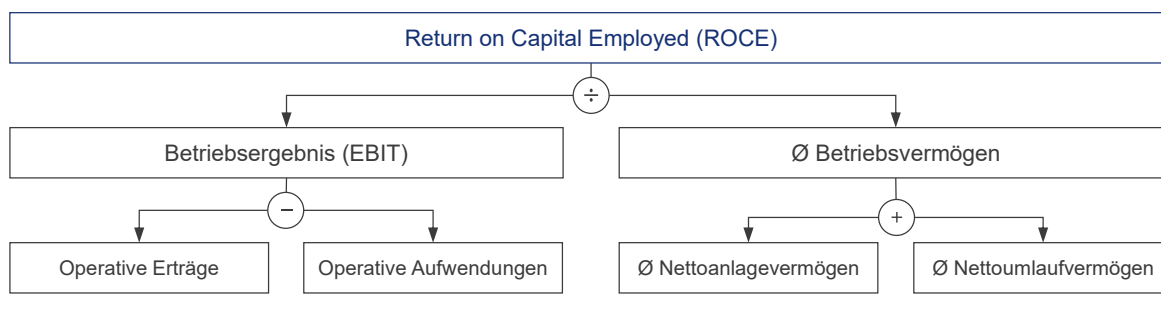 Return on Capital Employed (ROCE)
÷
Betriebsergebnis (EBIT)
Ø Betriebsvermögen
−
+
Operative Erträge
Operative Aufwendungen
Ø Nettoanlagevermögen
Ø Nettoumlaufvermögen